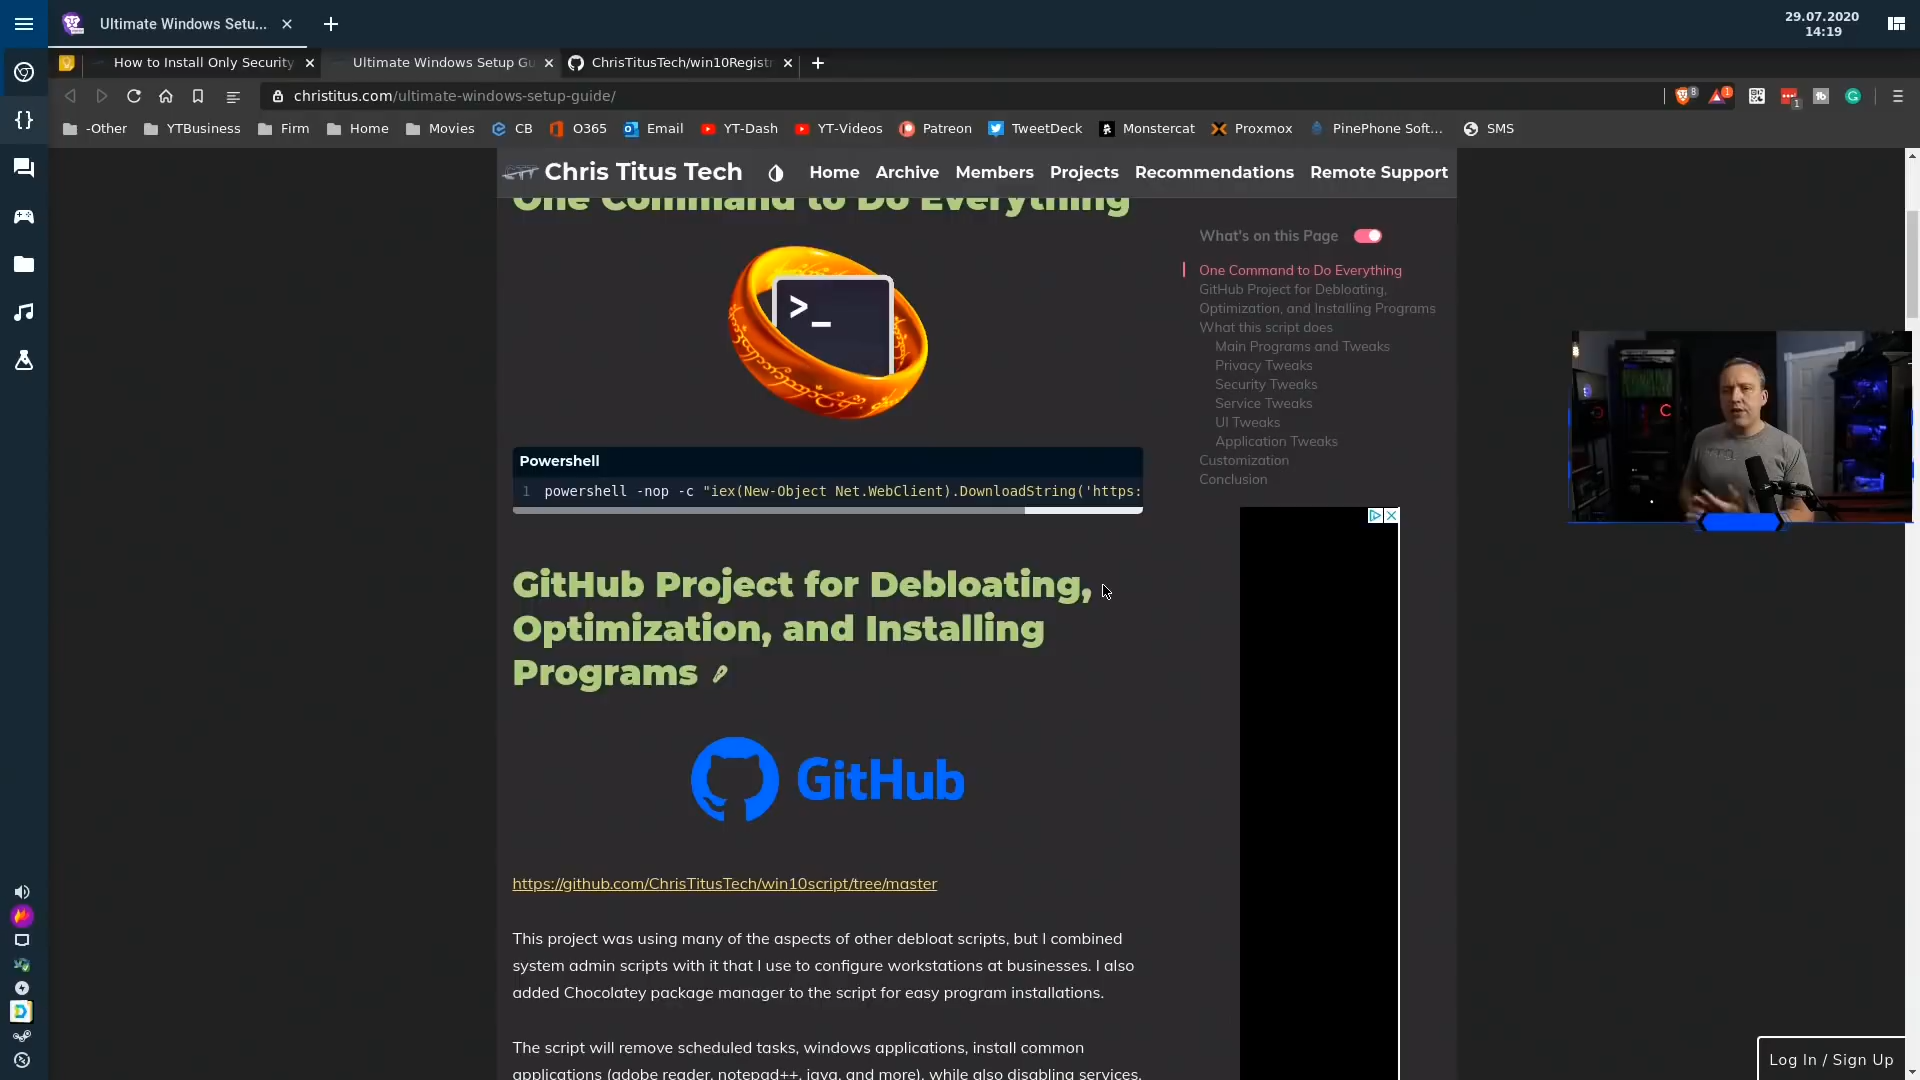 Ultimate Windows Setu...
29.07.2020
14:19
How to Install Only Security
Ultimate Windows Setup Gu
ChrisTitusTech/win10Registr
christitus.com/ultimate-windows-setup-guide/
8
1
1
-Other
YTBusiness
Firm
Home
Movies
CB
O365
Email
YT-Dash
YT-Videos
Patreon
TweetDeck
Monstercat
Proxmox
PinePhone Soft...
SMS
CTT Chris Titus Tech
Home
Archive
Members
Projects
Recommendations
Remote Support
One Command to Do Everything
>_
Powershell
1 powershell -nop -c "iex(New-Object Net.WebClient).DownloadString('https:
GitHub Project for Debloating,
Optimization, and Installing
Programs
GitHub
https://github.com/ChrisTitusTech/win10script/tree/master
This project was using many of the aspects of other debloat scripts, but I combined
system admin scripts with it that I use to configure workstations at businesses. I also
added Chocolatey package manager to the script for easy program installations.
The script will remove scheduled tasks, windows applications, install common
applications (adobe reader, notepad++, java, and more), while also disabling services,
What's on this Page
One Command to Do Everything
GitHub Project for Debloating,
Optimization, and Installing Programs
What this script does
Main Programs and Tweaks
Privacy Tweaks
Security Tweaks
Service Tweaks
UI Tweaks
Application Tweaks
Customization
Conclusion
Log In / Sign Up